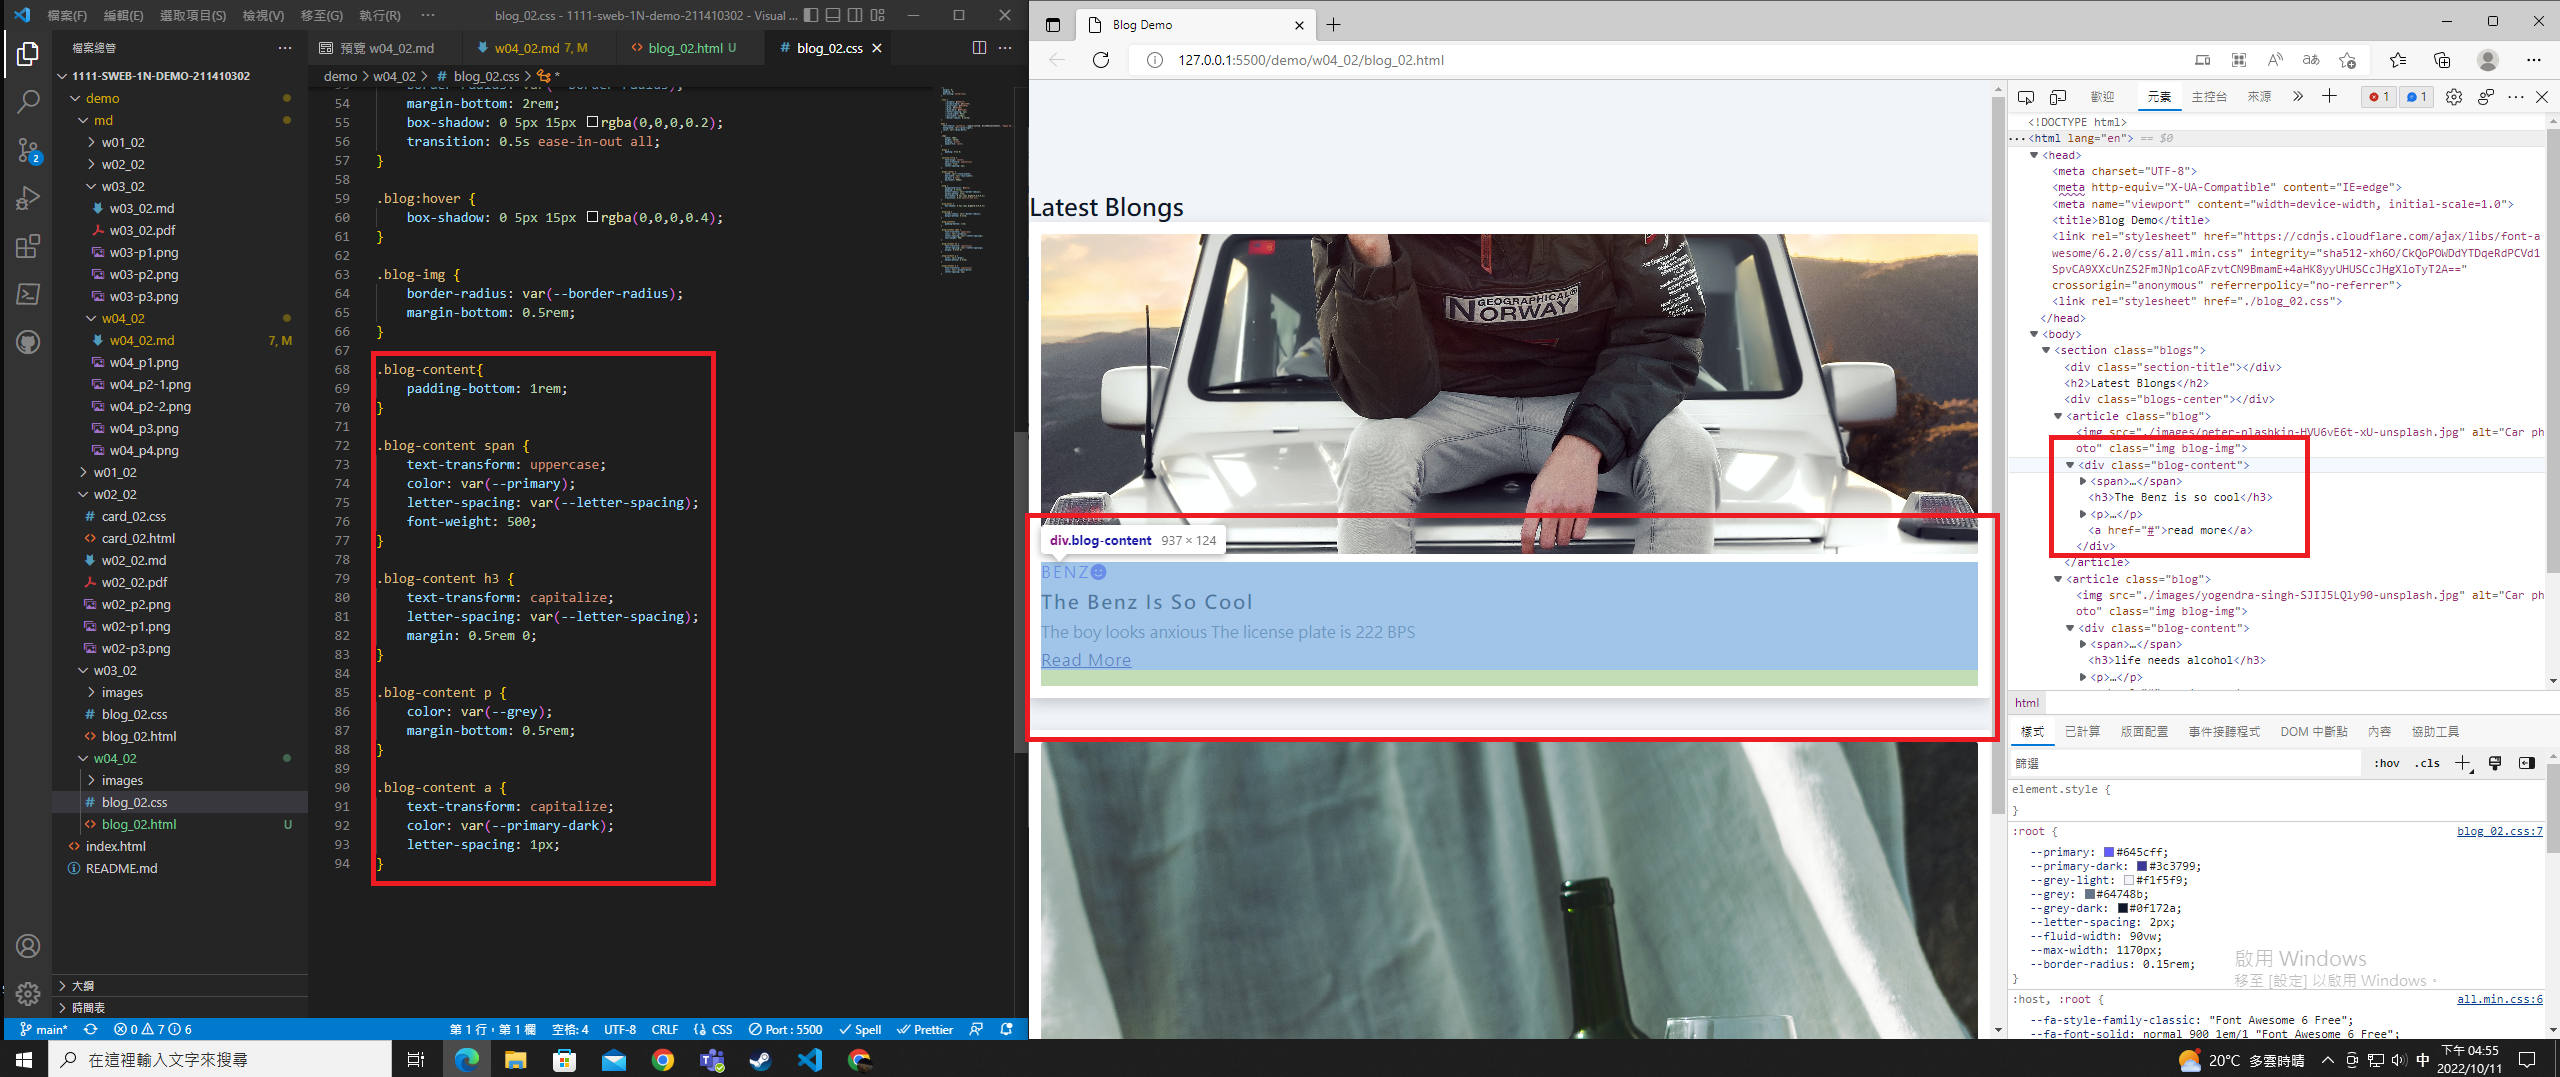 檔案(F) 編輯(E) 選取項目(S) 檢視(V) 移至(G) 執行(R) ··· blog_02.css - 1111-sweb-1N-demo-211410302 - Visual ...
檔案總管 ···
1111-SWEB-1N-DEMO-211410302
demo
md
w01_02
w02_02
w03_02
w03_02.md
w03_02.pdf
w03-p1.png
w03-p2.png
w03-p3.png
w04_02
w04_02.md 7, M
w04_p1.png
w04_p2-1.png
w04_p2-2.png
w04_p3.png
w04_p4.png
w01_02
w02_02
card_02.css
card_02.html
w02_02.md
w02_02.pdf
w02_p2.png
w02-p1.png
w02-p3.png
w03_02
images
blog_02.css
blog_02.html
w04_02
images
blog_02.css
blog_02.html U
index.html
README.md
大綱
時間表
預覽 w04_02.md w04_02.md 7, M blog_02.html U blog_02.css
demo > w04_02 > blog_02.css > *
54 margin-bottom: 2rem;
55 box-shadow: 0 5px 15px rgba(0,0,0,0.2);
56 transition: 0.5s ease-in-out all;
57 }
58
59 .blog:hover {
60 box-shadow: 0 5px 15px rgba(0,0,0,0.4);
61 }
62
63 .blog-img {
64 border-radius: var(--border-radius);
65 margin-bottom: 0.5rem;
66 }
67
68 .blog-content{
69 padding-bottom: 1rem;
70 }
71
72 .blog-content span {
73 text-transform: uppercase;
74 color: var(--primary);
75 letter-spacing: var(--letter-spacing);
76 font-weight: 500;
77 }
78
79 .blog-content h3 {
80 text-transform: capitalize;
81 letter-spacing: var(--letter-spacing);
82 margin: 0.5rem 0;
83 }
84
85 .blog-content p {
86 color: var(--grey);
87 margin-bottom: 0.5rem;
88 }
89
90 .blog-content a {
91 text-transform: capitalize;
92 color: var(--primary-dark);
93 letter-spacing: 1px;
94 }
main* 0 7 6 第 1 行，第 1 欄 空格: 4 UTF-8 CRLF CSS Port : 5500 Spell Prettier
Blog Demo
127.0.0.1:5500/demo/w04_02/blog_02.html
Latest Blongs
GEOGRAPHICAL
NORWAY
div.blog-content 937 × 124
BENZ
The Benz Is So Cool
The boy looks anxious The license plate is 222 BPS
Read More
歡迎 元素 主控台 來源 1 1
<!DOCTYPE html>
···<html lang="en"> == $0
<head>
<meta charset="UTF-8">
<meta http-equiv="X-UA-Compatible" content="IE=edge">
<meta name="viewport" content="width=device-width, initial-scale=1.0">
<title>Blog Demo</title>
<link rel="stylesheet" href="https://cdnjs.cloudflare.com/ajax/libs/font-a
wesome/6.2.0/css/all.min.css" integrity="sha512-xh6O/CkQoPOWDdYTDqeRdPCVd1
SpvCA9XXcUnZS2FmJNp1coAFzvtCN9BmamE+4aHK8yyUHUSCcJHgXloTyT2A=="
crossorigin="anonymous" referrerpolicy="no-referrer">
<link rel="stylesheet" href="./blog_02.css">
</head>
<body>
<section class="blogs">
<div class="section-title"></div>
<h2>Latest Blongs</h2>
<div class="blogs-center"></div>
<article class="blog">
<img src="./images/peter-plashkin-HVU6vE6t-xU-unsplash.jpg" alt="Car ph
oto" class="img blog-img">
<div class="blog-content">
<span>…</span>
<h3>The Benz is so cool</h3>
<p>…</p>
<a href="#">read more</a>
</div>
</article>
<article class="blog">
<img src="./images/yogendra-singh-SJIJ5LQly90-unsplash.jpg" alt="Car ph
oto" class="img blog-img">
<div class="blog-content">
<span>…</span>
<h3>life needs alcohol</h3>
<p>…</p>
html
樣式 已計算 版面配置 事件接聽程式 DOM 中斷點 內容 協助工具
篩選 :hov .cls
element.style {
}
:root { blog_02.css:7
--primary: #645cff;
--primary-dark: #3c3799;
--grey-light: #f1f5f9;
--grey: #64748b;
--grey-dark: #0f172a;
--letter-spacing: 2px;
--fluid-width: 90vw;
--max-width: 1170px;
--border-radius: 0.15rem;
}
啟用 Windows
移至 [設定] 以啟用 Windows。
:host, :root { all.min.css:6
--fa-style-family-classic: "Font Awesome 6 Free";
--fa-font-solid: normal 900 1em/1 "Font Awesome 6 Free";
在這裡輸入文字來搜尋
20°C 多雲時晴 中 下午 04:55
2022/10/11